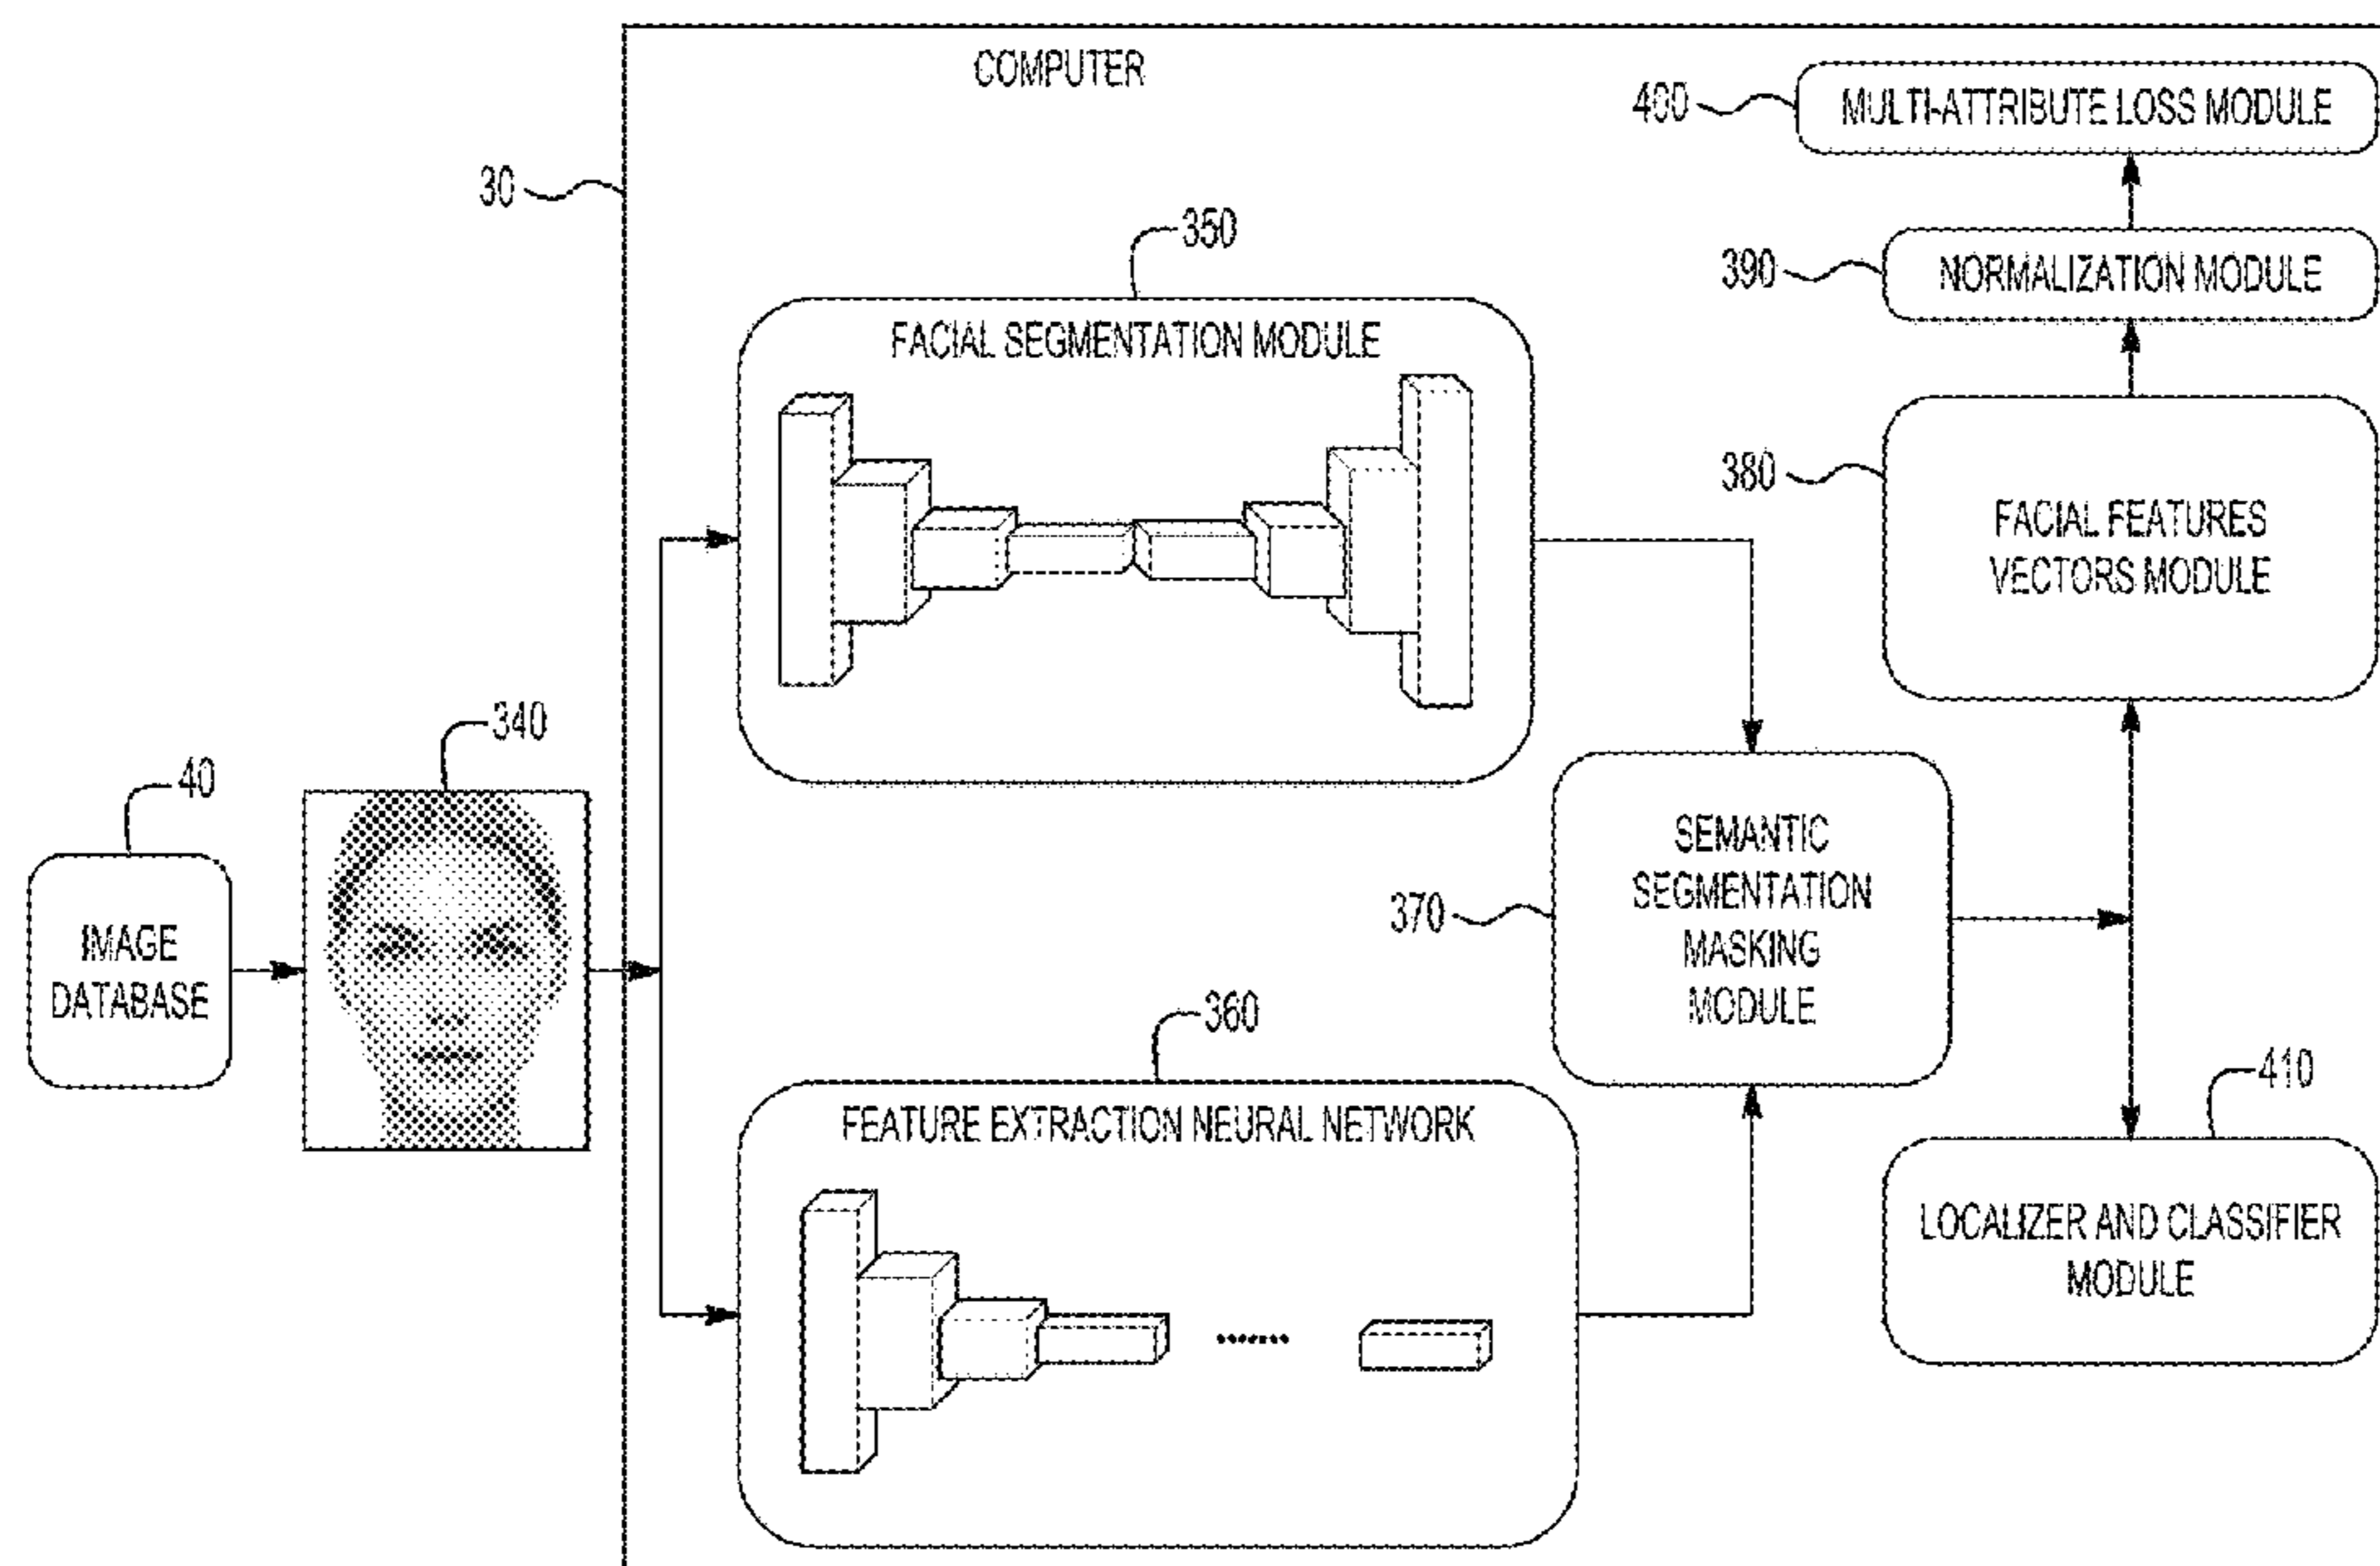 COMPUTER
400
MULTI-ATTRIBUTE LOSS MODULE
30
350
390
NORMALIZATION MODULE
FACIAL SEGMENTATION MODULE
380
FACIAL FEATURES
VECTORS MODULE
340
40
IMAGE
DATABASE
370
SEMANTIC
SEGMENTATION
MASKING
MODULE
360
FEATURE EXTRACTION NEURAL NETWORK
410
LOCALIZER AND CLASSIFIER
MODULE